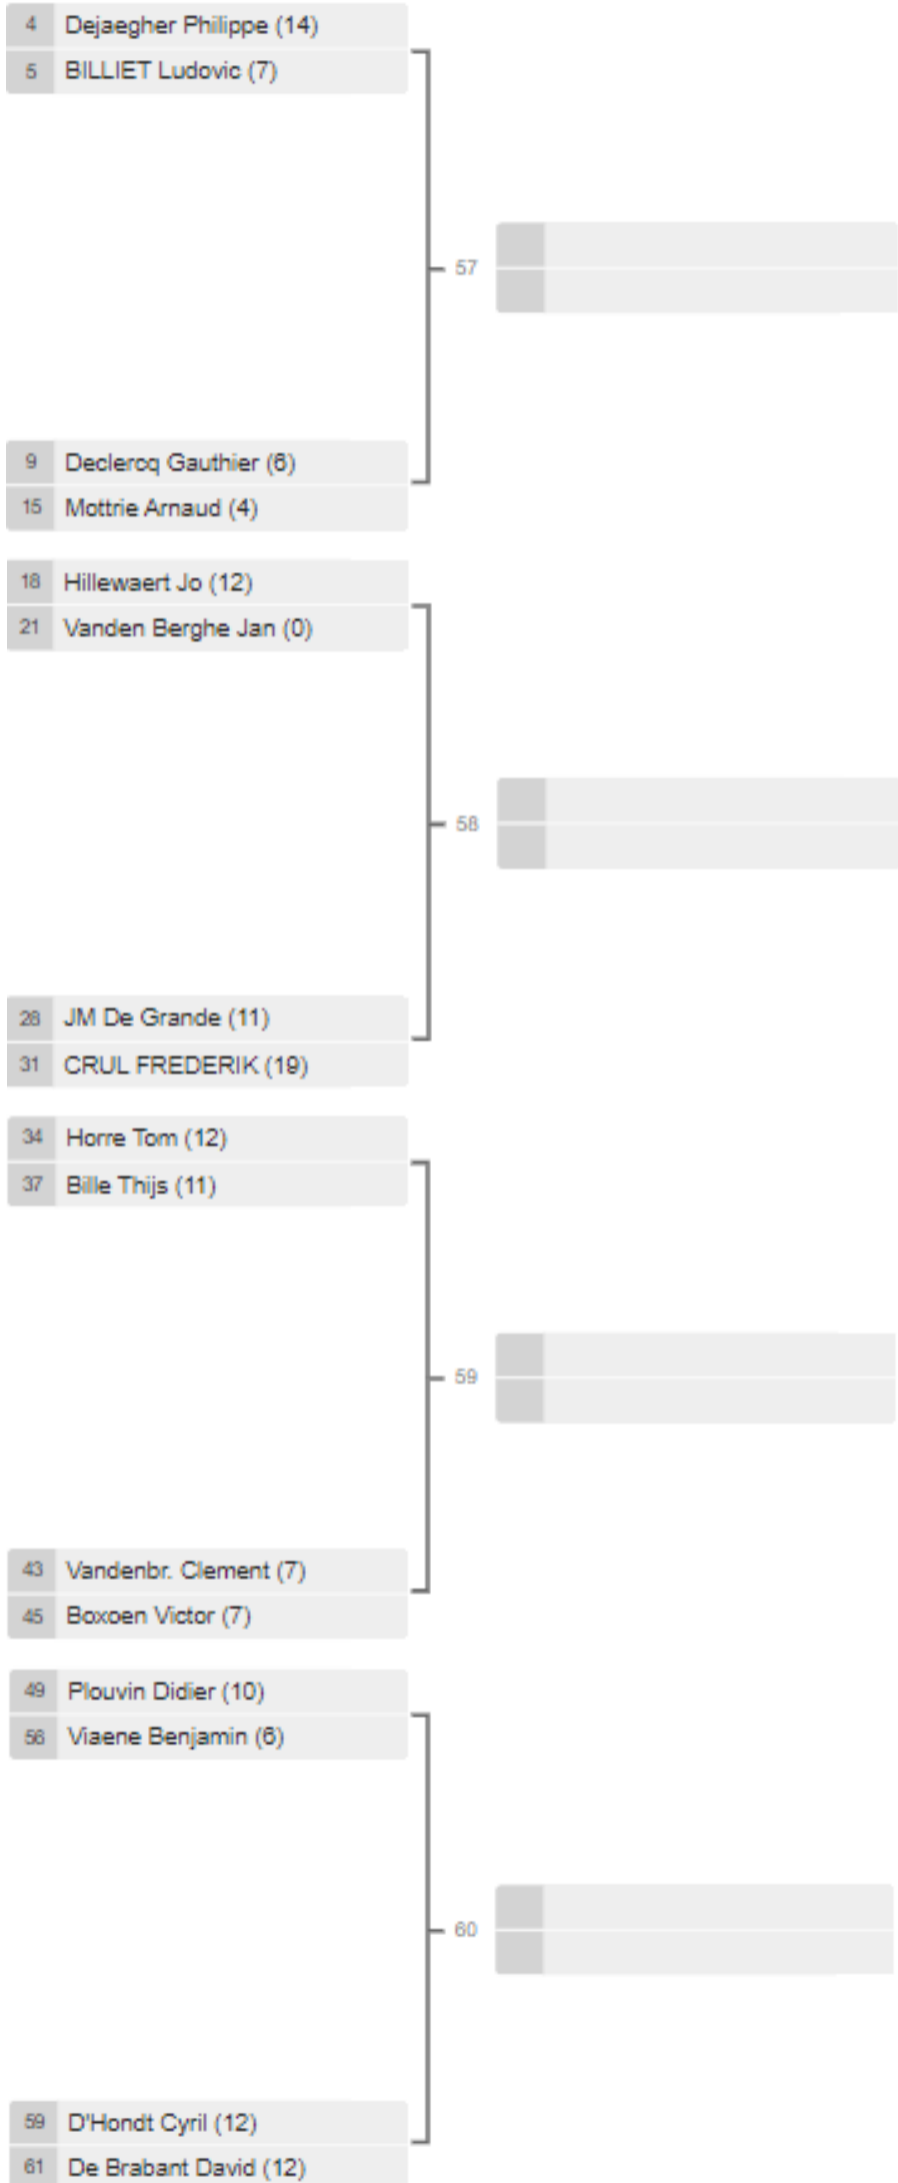 4 Dejaegher Philippe (14)
5 BILLIET Ludovic (7)
57
9 Declercq Gauthier (6)
15 Mottrie Arnaud (4)
18 Hillewaert Jo (12)
21 Vanden Berghe Jan (0)
58
28 JM De Grande (11)
31 CRUL FREDERIK (19)
34 Horre Tom (12)
37 Bille Thijs (11)
59
43 Vandenbr. Clement (7)
45 Boxoen Victor (7)
49 Plouvin Didier (10)
56 Viaene Benjamin (6)
60
59 D'Hondt Cyril (12)
61 De Brabant David (12)